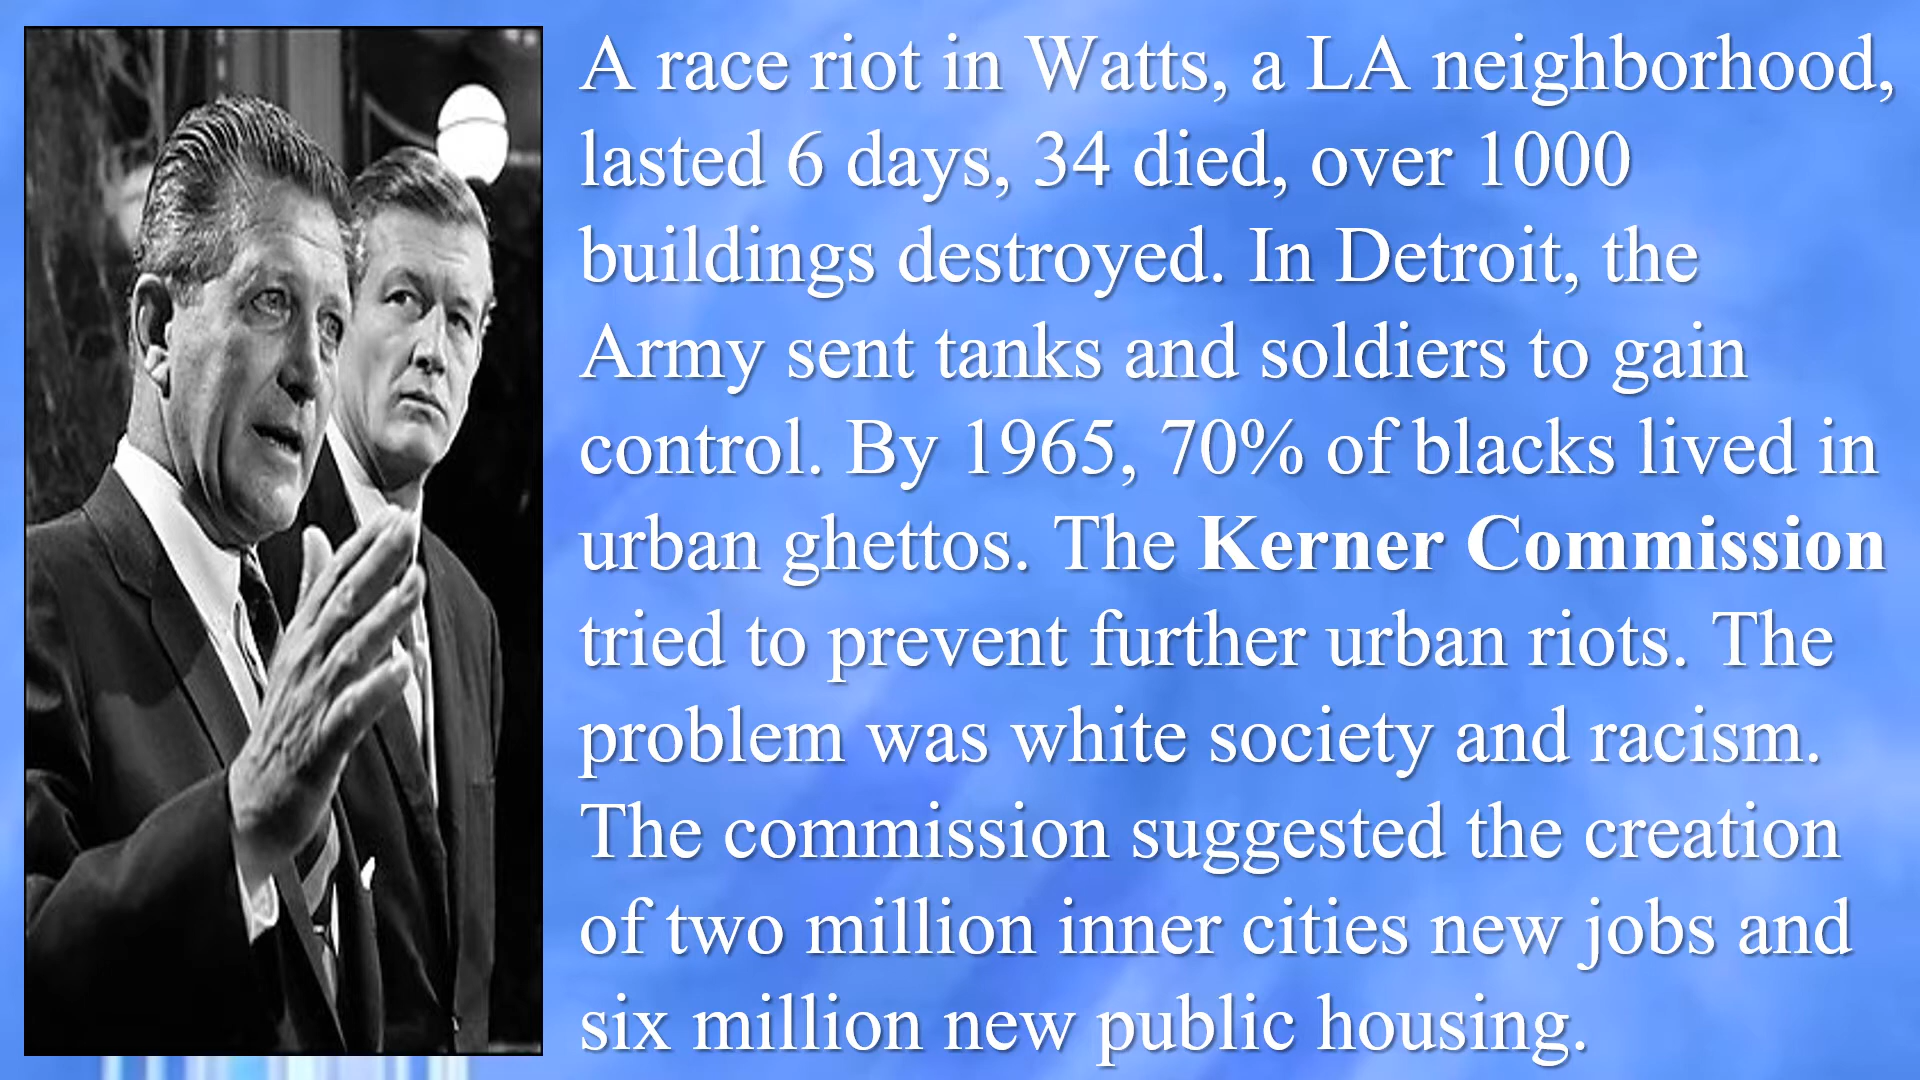 A race riot in Watts, a LA neighborhood,
lasted 6 days, 34 died, over 1000
buildings destroyed. In Detroit, the
Army sent tanks and soldiers to gain
control. By 1965, 70% of blacks lived in
urban ghettos. The Kerner Commission
tried to prevent further urban riots. The
problem was white society and racism.
The commission suggested the creation
of two million inner cities new jobs and
six million new public housing.